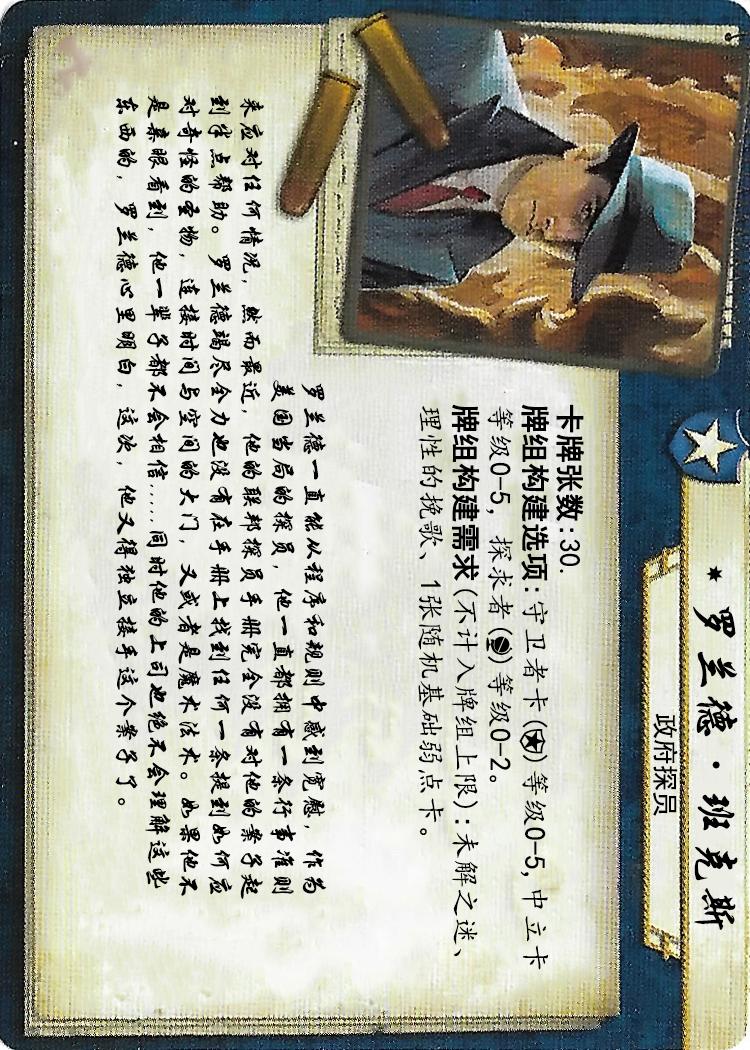 ★罗兰德·班克斯
政府探员
卡牌张数：30.
牌组构建选项：守卫者卡（）等级0-5，中立卡
等级0-5，探求者（）等级0-2。
牌组构建需求（不计入牌组上限）：未解之谜、
理性的挽歌、1张随机基础弱点卡。
罗兰德一直能从程序和规则中感到宽慰，作为
美国当局的探员，他一直都拥有一条行事准则
来应对任何情况，然而最近，他的联邦探员手册完全没有对他的案子起
到半点帮助。罗兰德竭尽全力也没有在手册上找到任何一条提到如何应
对奇怪的圣物，连接时间与空间的大门，又或者是魔术法术。如果他不
是亲眼看到，他一辈子都不会相信……同时他的上司也绝不会理解这些
东西的，罗兰德心里明白，这次，他又得独立接手这个案子了。